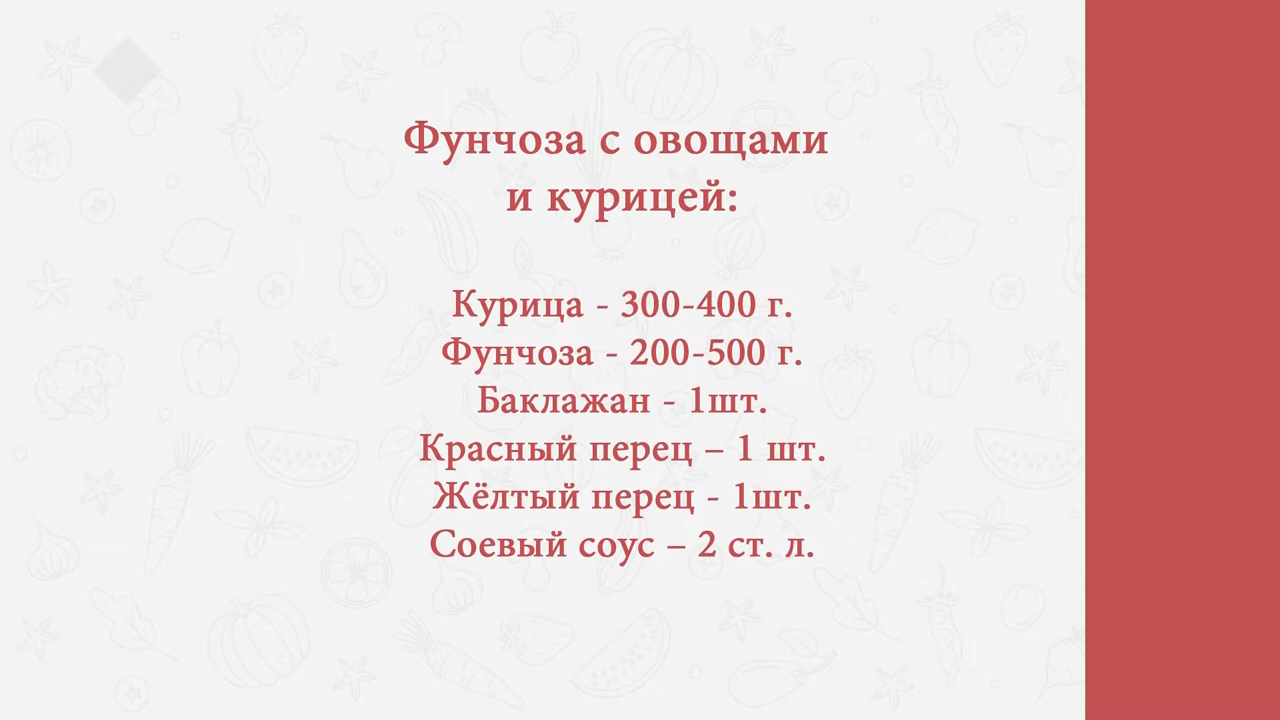 Фунчоза с овощами
и курицей:
Курица - 300-400 г.
Фунчоза - 200-500 г.
Баклажан - 1шт.
Красный перец – 1 шт.
Жёлтый перец - 1шт.
Соевый соус – 2 ст. л.